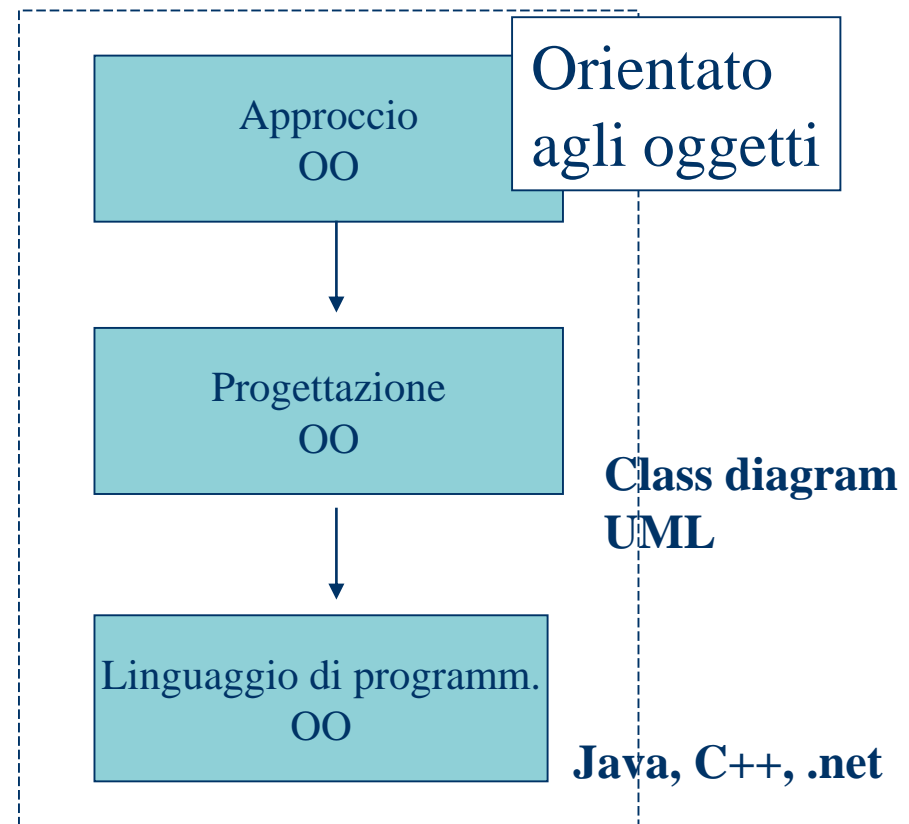 Orientato
agli oggetti
Approccio
OO
Progettazione
OO
Class diagram
UML
Linguaggio di programm.
OO
Java, C++, .net